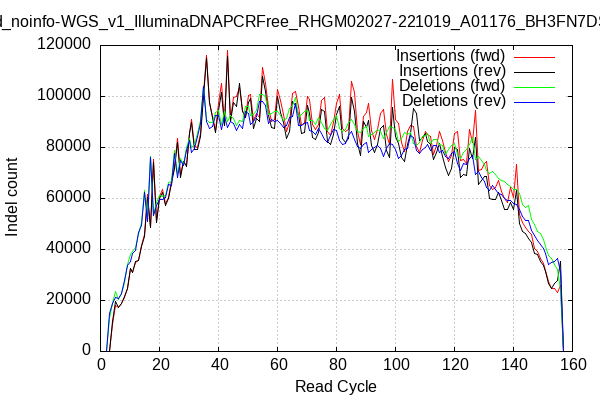 d_noinfo-WGS_v1_IlluminaDNAPCRFree_RHGM02027-221019_A01176_BH3FN7DS
120000
100000
80000
60000
40000
20000
0
Indel count
Insertions (fwd)
Insertions (rev)
Deletions (fwd)
Deletions (rev)
0 20 40 60 80 100 120 140 160
Read Cycle